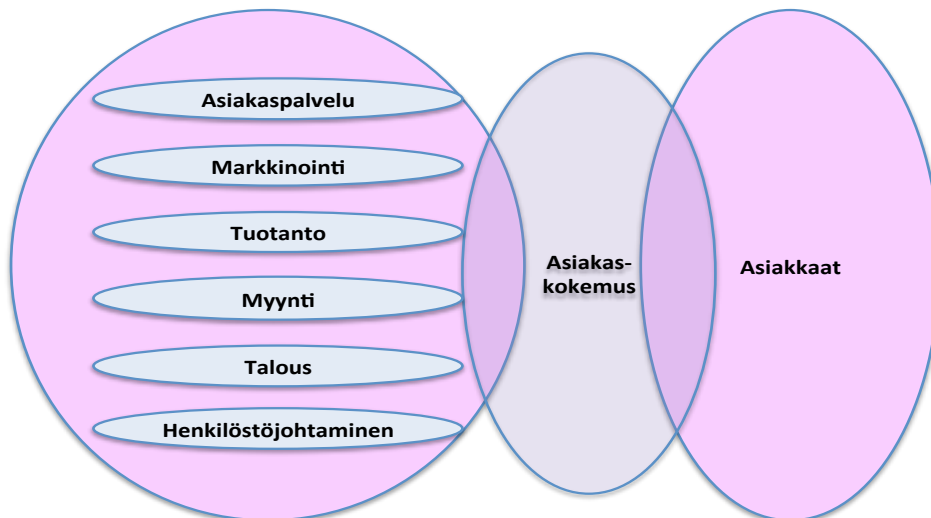 Asiakaspalvelu
Markkinointi
Tuotanto
Myynti
Talous
Henkilöstöjohtaminen
Asiakas-
kokemus
Asiakkaat